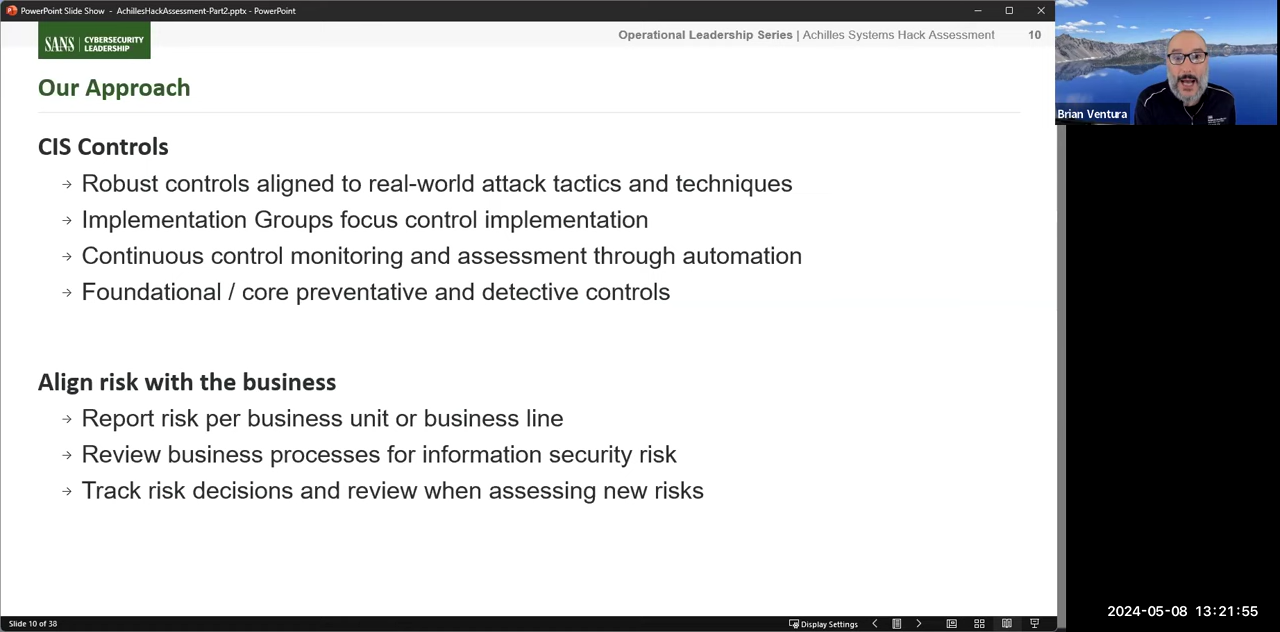 PowerPoint Slide Show - AchillesHackAssessment-Part2.pptx - PowerPoint
SANS | CYBERSECURITY LEADERSHIP
Operational Leadership Series | Achilles Systems Hack Assessment 10
Our Approach
CIS Controls
→ Robust controls aligned to real-world attack tactics and techniques
→ Implementation Groups focus control implementation
→ Continuous control monitoring and assessment through automation
→ Foundational / core preventative and detective controls
Align risk with the business
→ Report risk per business unit or business line
→ Review business processes for information security risk
→ Track risk decisions and review when assessing new risks
Brian Ventura
2024-05-08 13:21:55
Slide 10 of 38
Display Settings